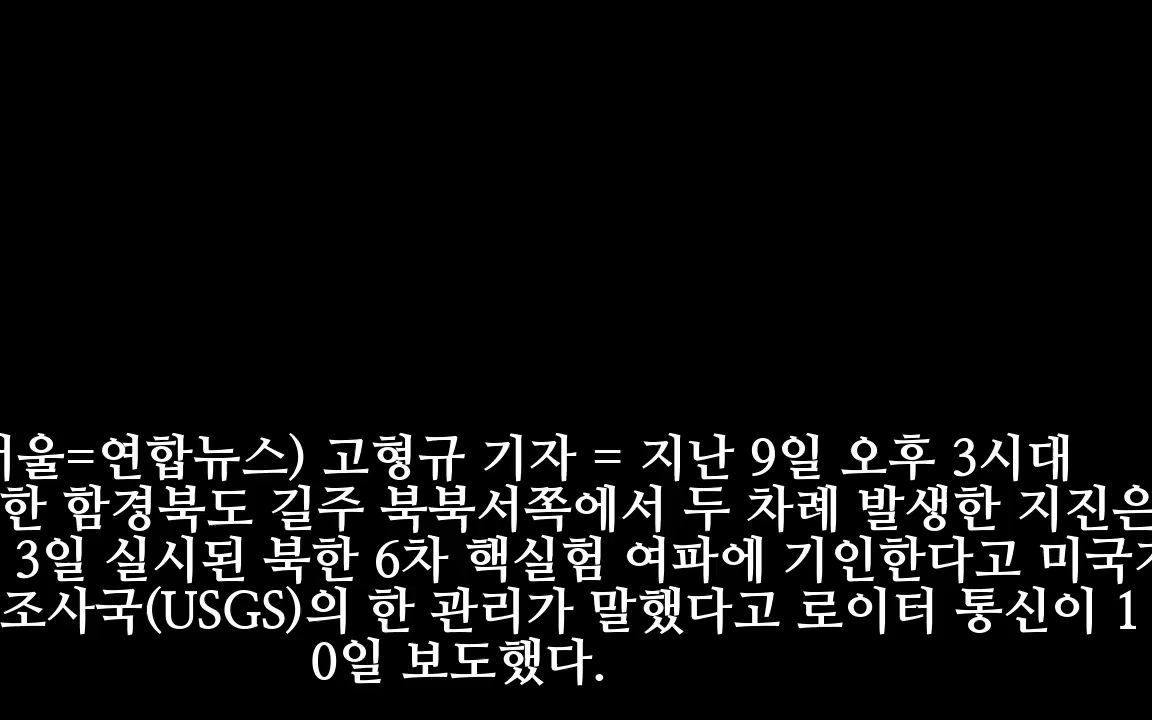 울=연합뉴스) 고형규 기자 = 지난 9일 오후 3시대
한 함경북도 길주 북북서쪽에서 두 차례 발생한 지진은
3일 실시된 북한 6차 핵실험 여파에 기인한다고 미국
조사국(USGS)의 한 관리가 말했다고 로이터 통신이 1
0일 보도했다.